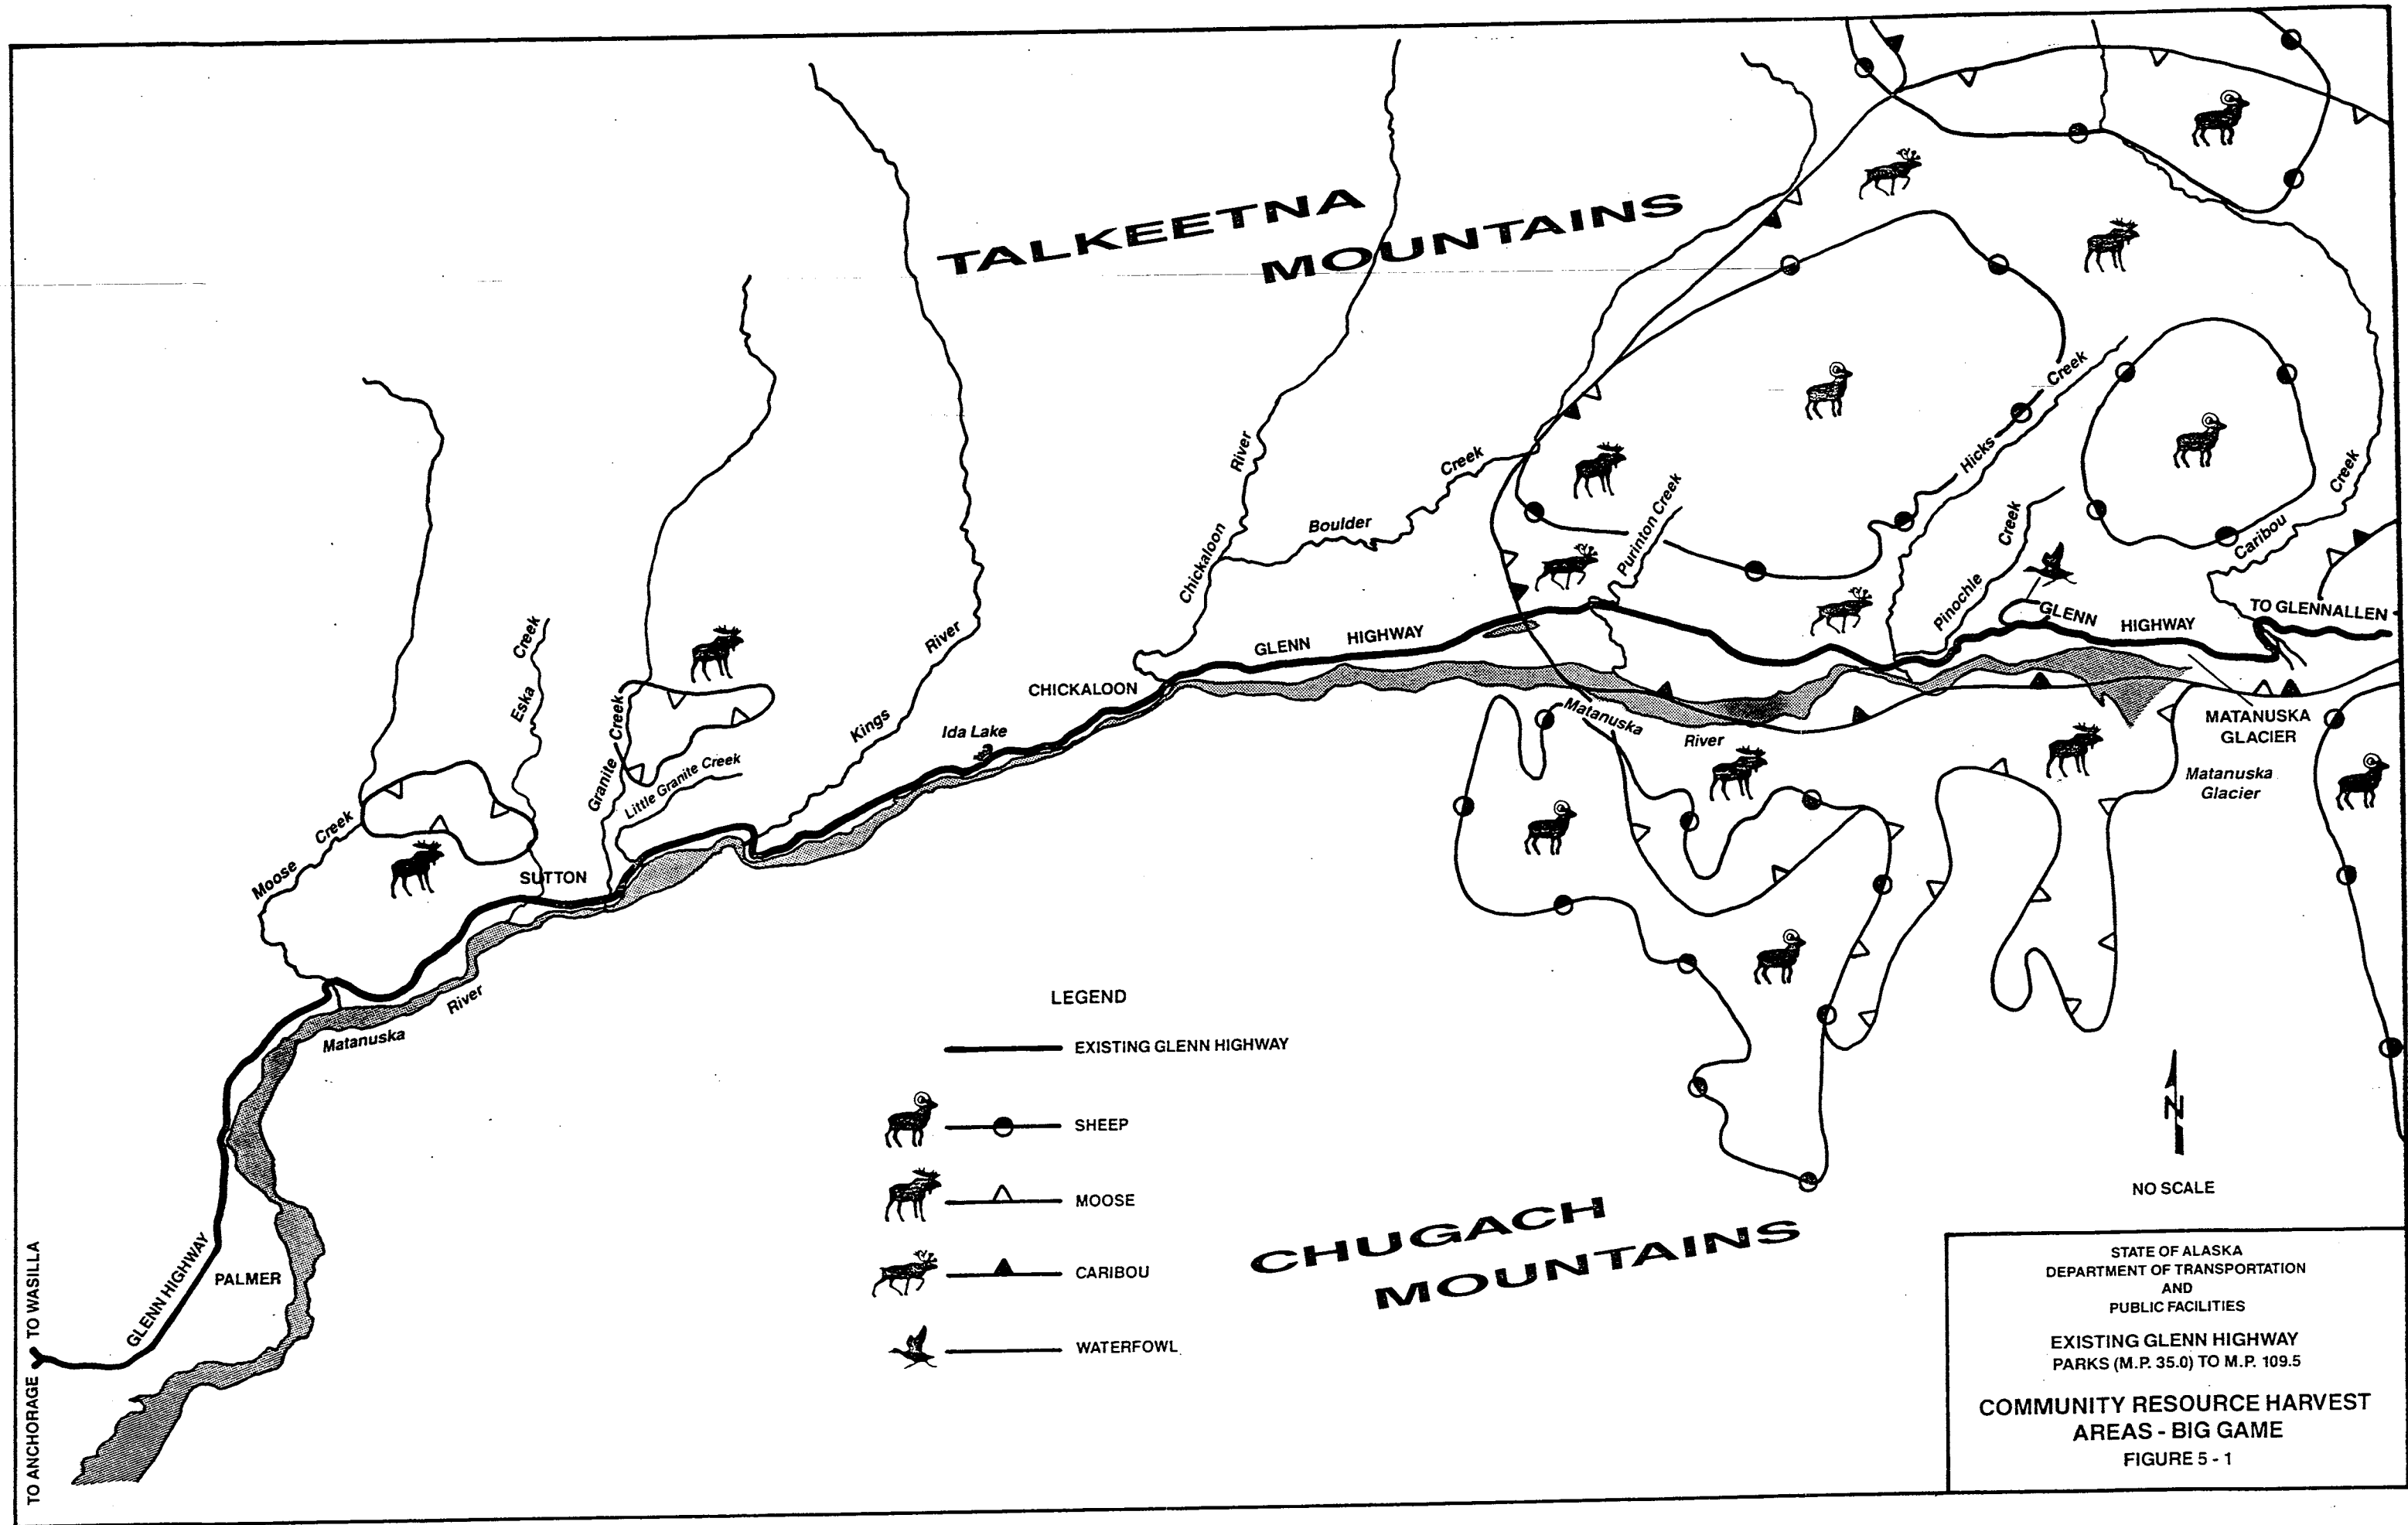 TALKEETNA
MOUNTAINS
Creek
Hicks
Creek
Creek
River
Creek
Purinton Creek
Boulder
Chickaloon
Pinochle
Caribou
TO GLENNALLEN
GLENN
HIGHWAY
GLENN
HIGHWAY
Creek
Eska
River
Kings
CHICKALOON
Ida Lake
Creek
Granite
Little Granite Creek
Matanuska
River
MATANUSKA
GLACIER
Matanuska
Glacier
Creek
Moose
SUTTON
River
Matanuska
LEGEND
EXISTING GLENN HIGHWAY
SHEEP
MOOSE
CARIBOU
WATERFOWL
N
NO SCALE
CHUGACH
MOUNTAINS
GLENN HIGHWAY
PALMER
TO WASILLA
TO ANCHORAGE
STATE OF ALASKA
DEPARTMENT OF TRANSPORTATION
AND
PUBLIC FACILITIES
EXISTING GLENN HIGHWAY
PARKS (M.P. 35.0) TO M.P. 109.5
COMMUNITY RESOURCE HARVEST
AREAS - BIG GAME
FIGURE 5 - 1